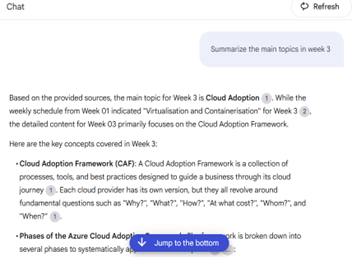 Chat
Refresh
Summarize the main topics in week 3
Based on the provided sources, the main topic for Week 3 is Cloud Adoption 1. While the
weekly schedule from Week 01 indicated "Virtualisation and Containerisation" for Week 3 2,
the detailed content for Week 03 primarily focuses on the Cloud Adoption Framework.
Here are the key concepts covered in Week 3:
• Cloud Adoption Framework (CAF): A Cloud Adoption Framework is a collection of
processes, tools, and best practices designed to guide a business through its cloud
journey 1. Each cloud provider has its own version, but they all revolve around
fundamental questions such as "Why?", "What?", "How?", "At what cost?", "Whom?", and
"When?" 1.
• Phases of the Azure Cloud Adoption is broken down into
several phases to systematically
Jump to the bottom